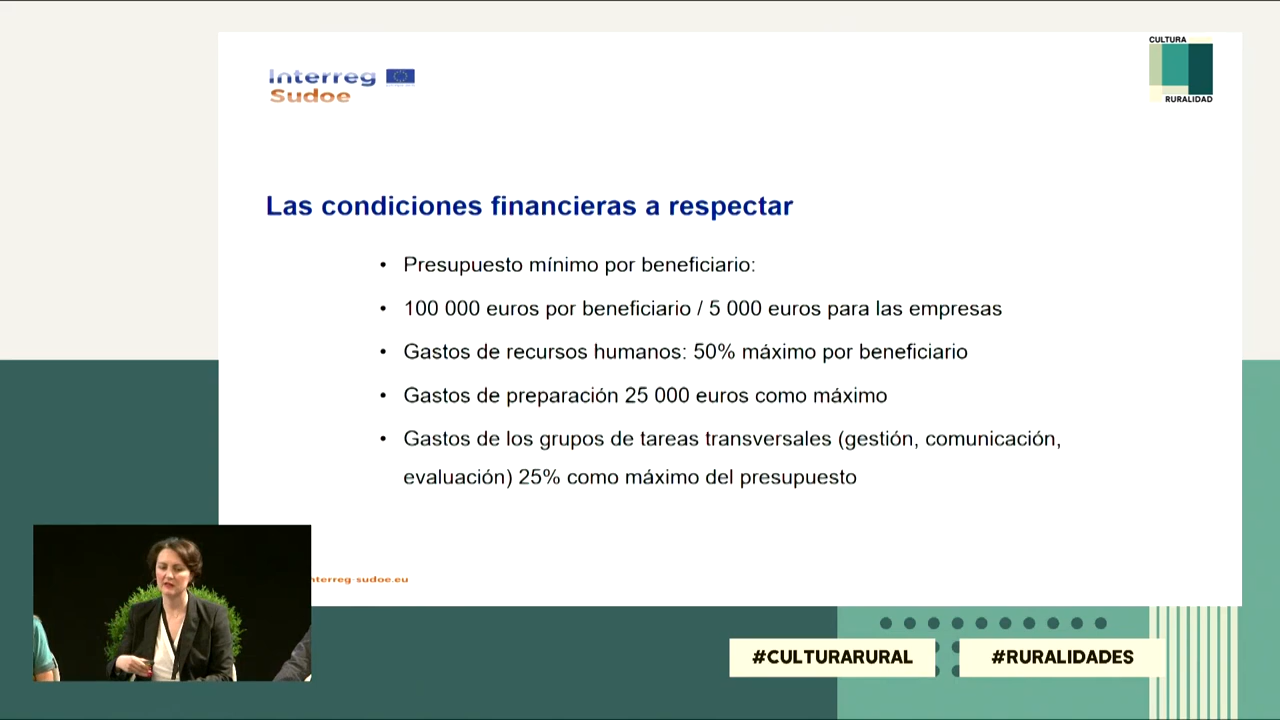 CULTURA
Interreg
Sudoe
RURALIDAD
Las condiciones financieras a respectar
• Presupuesto mínimo por beneficiario:
• 100 000 euros por beneficiario / 5 000 euros para las empresas
• Gastos de recursos humanos: 50% máximo por beneficiario
• Gastos de preparación 25 000 euros como máximo
• Gastos de los grupos de tareas transversales (gestión, comunicación,
evaluación) 25% como máximo del presupuesto
nterreg-sudoe.eu
#CULTURARURAL
#RURALIDADES